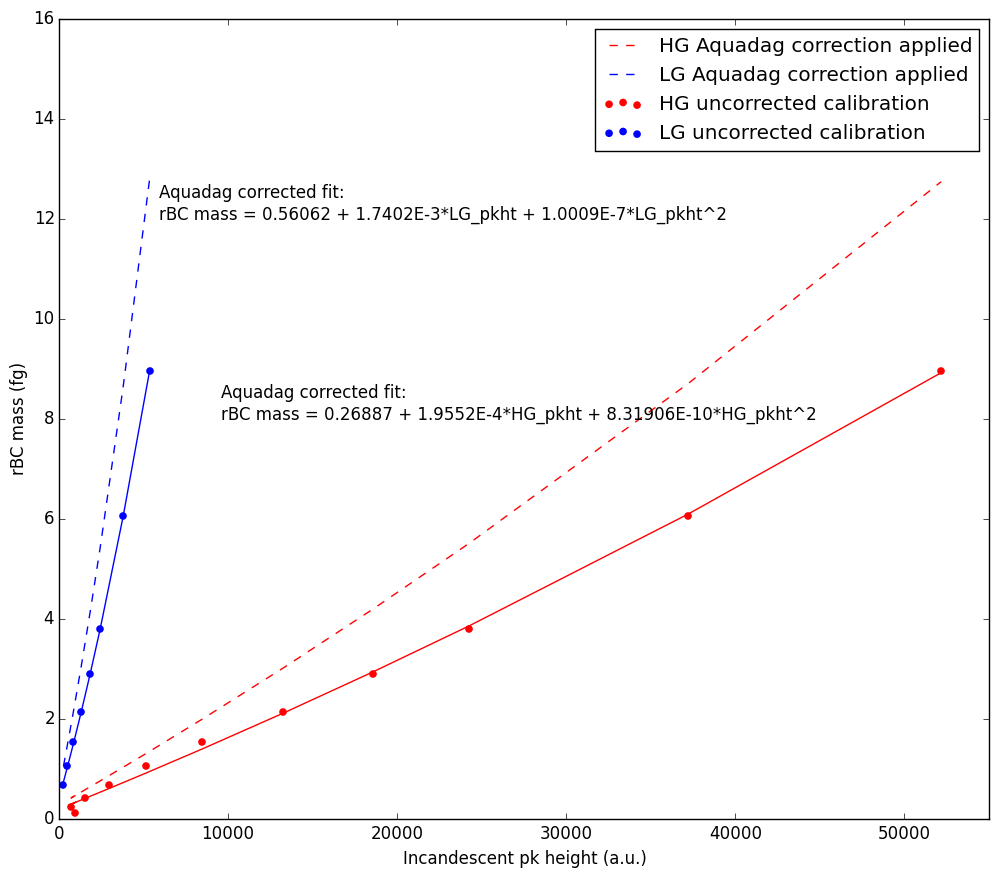 HG Aquadag correction applied
LG Aquadag correction applied
HG uncorrected calibration
LG uncorrected calibration
Aquadag corrected fit:
rBC mass = 0.56062 + 1.7402E-3*LG_pkht + 1.0009E-7*LG_pkht^2
Aquadag corrected fit:
rBC mass = 0.26887 + 1.9552E-4*HG_pkht + 8.31906E-10*HG_pkht^2
rBC mass (fg)
16
14
12
10
8
6
4
2
0
0 10000 20000 30000 40000 50000
Incandescent pk height (a.u.)